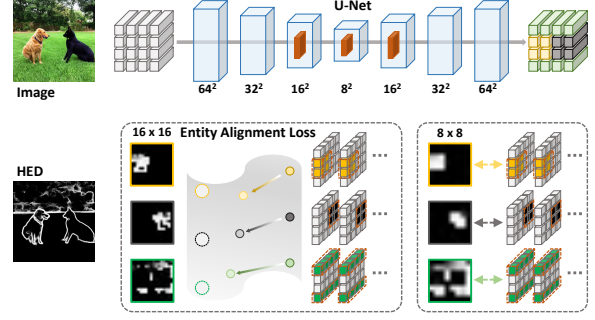 U-Net
Image
64²
32²
16²
8²
16²
32²
64²
16 x 16
Entity Alignment Loss
8 x 8
HED
...
...
...
...
...
...